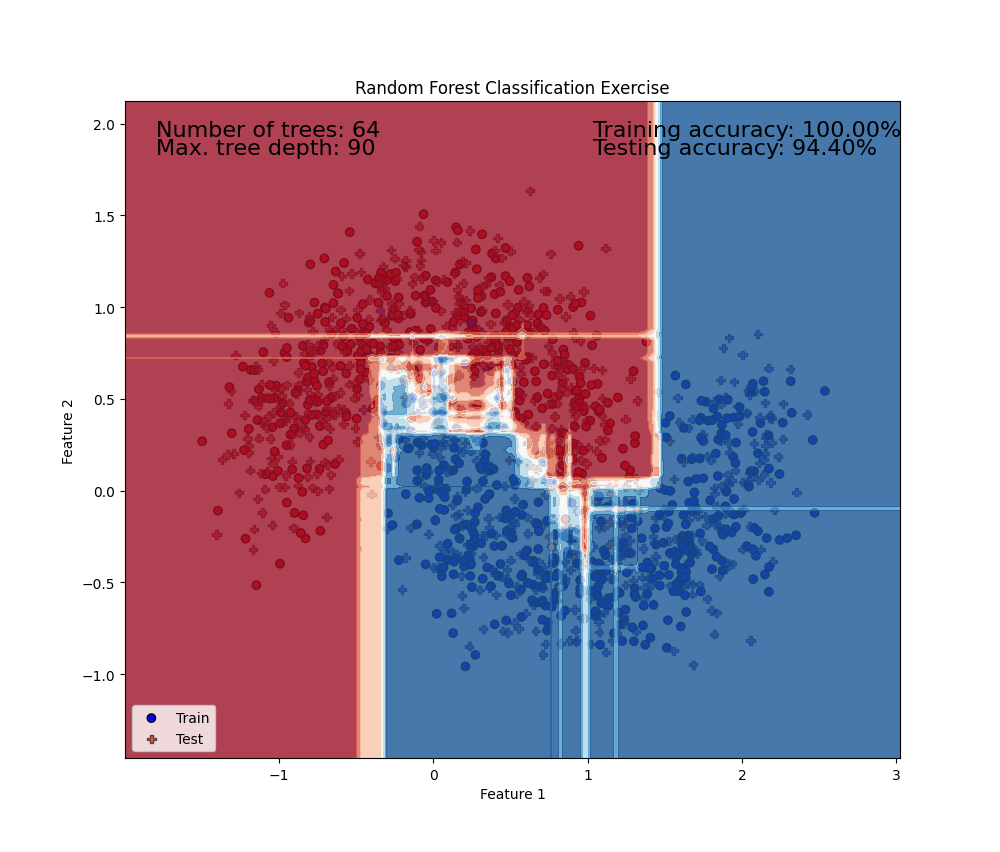 Random Forest Classification Exercise
Number of trees: 64
Max. tree depth: 90
Training accuracy: 100.00%
Testing accuracy: 94.40%
Feature 2
2.0
1.5
1.0
0.5
0.0
−0.5
−1.0
Train
Test
−1
0
1
2
3
Feature 1